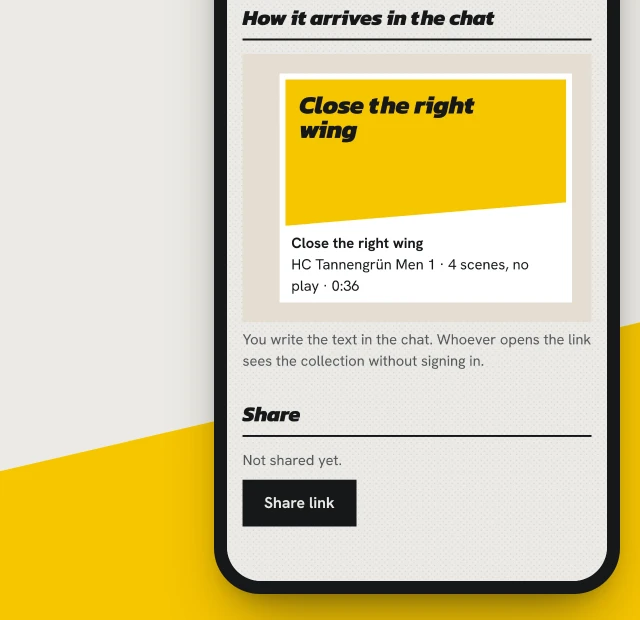 How it arrives in the chat
Close the right
wing
Close the right wing
HC Tannengrün Men 1 · 4 scenes, no
play · 0:36
You write the text in the chat. Whoever opens the link
sees the collection without signing in.
Share
Not shared yet.
Share link